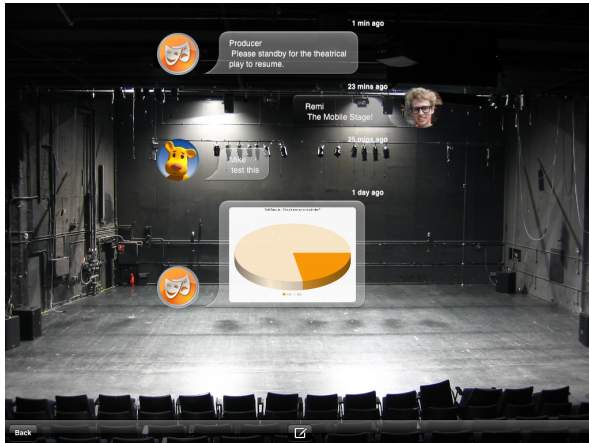 1 min ago
Producer
Please standby for the theatrical
play to resume.
23 mins ago
Remi
The Mobile Stage!
25 mins ago
Mike
test this
1 day ago
Back